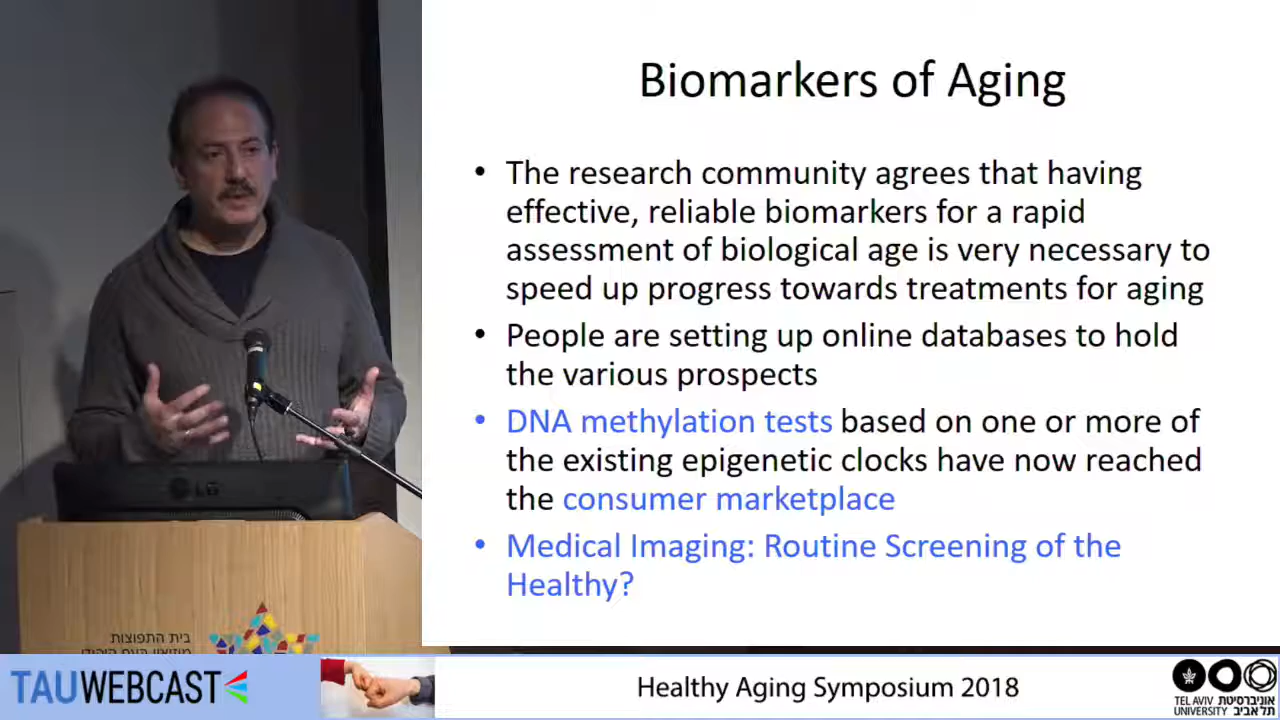 Biomarkers of Aging
• The research community agrees that having
effective, reliable biomarkers for a rapid
assessment of biological age is very necessary to
speed up progress towards treatments for aging
• People are setting up online databases to hold
the various prospects
• DNA methylation tests based on one or more of
the existing epigenetic clocks have now reached
the consumer marketplace
• Medical Imaging: Routine Screening of the
Healthy?
LG
בית התפוצות
מוזיאון העם היהודי
TAUWEBCAST
Healthy Aging Symposium 2018
TEL AVIV אוניברסיטת
UNIVERSITY תל אביב